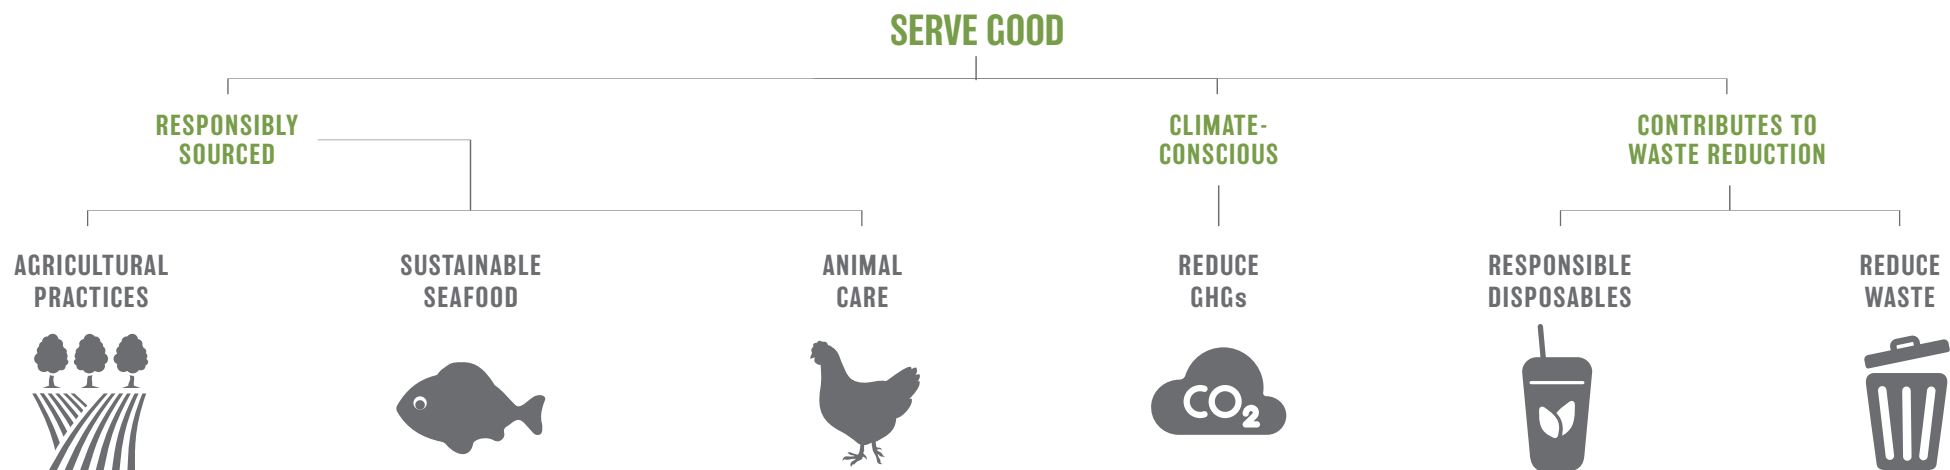 SERVE GOOD
RESPONSIBLY
SOURCED
CLIMATE-
CONSCIOUS
CONTRIBUTES TO
WASTE REDUCTION
AGRICULTURAL
PRACTICES
SUSTAINABLE
SEAFOOD
ANIMAL
CARE
REDUCE
GHGs
RESPONSIBLE
DISPOSABLES
REDUCE
WASTE
CO₂